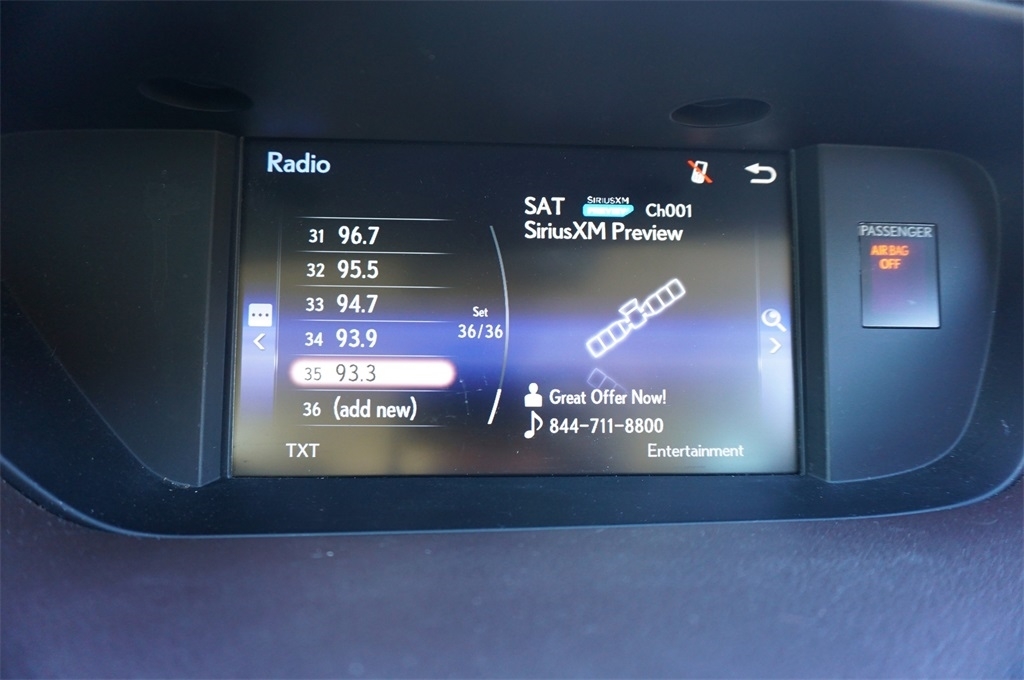 Radio
SAT SIRIUSXM PREVIEW Ch001
SiriusXM Preview
31 96.7
32 95.5
33 94.7
34 93.9
35 93.3
36 (add new)
Set
36/36
Great Offer Now!
844-711-8800
TXT
Entertainment
PASSENGER
AIR BAG
OFF